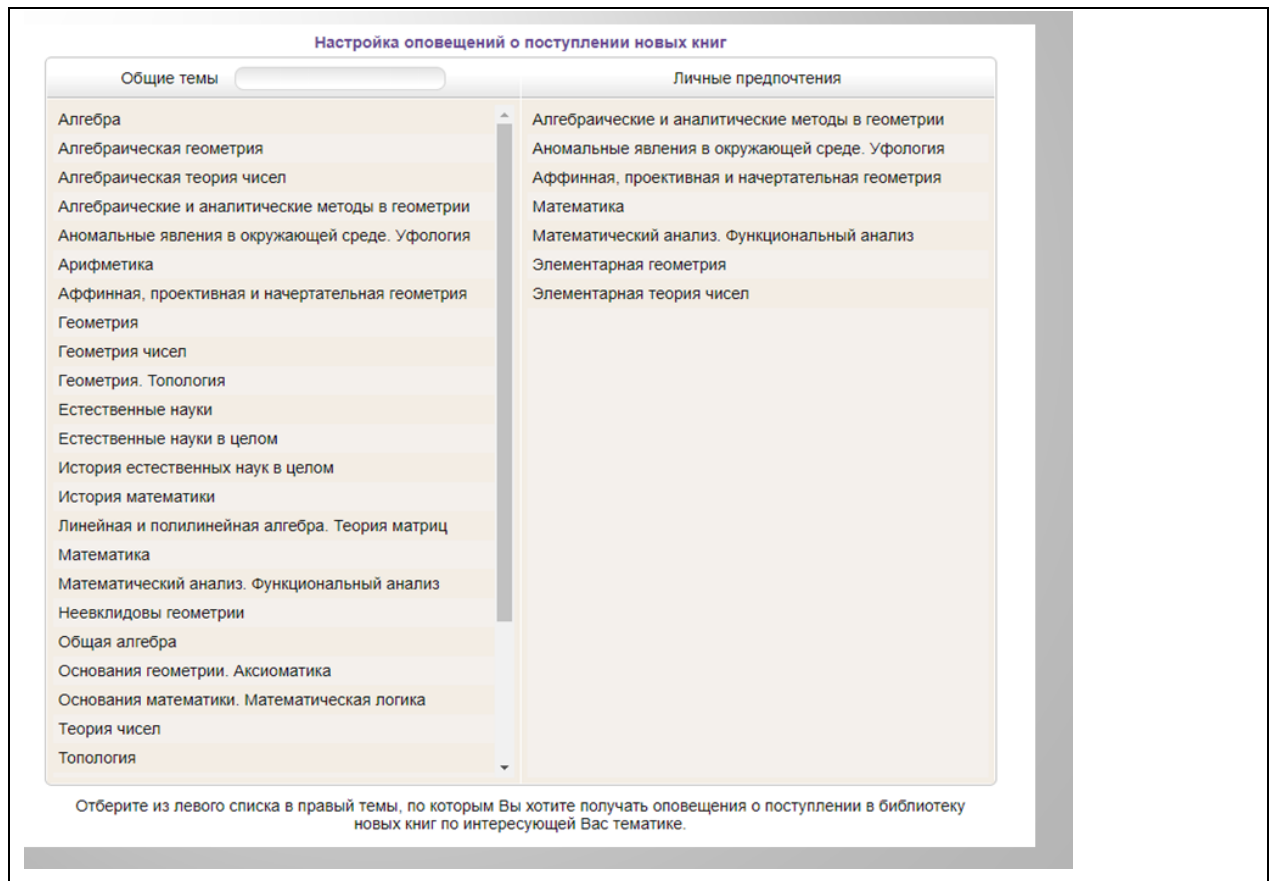 Настройка оповещений о поступлении новых книг
Общие темы
Личные предпочтения
Алгебра
Алгебраическая геометрия
Алгебраическая теория чисел
Алгебраические и аналитические методы в геометрии
Аномальные явления в окружающей среде. Уфология
Арифметика
Аффинная, проективная и начертательная геометрия
Геометрия
Геометрия чисел
Геометрия. Топология
Естественные науки
Естественные науки в целом
История естественных наук в целом
История математики
Линейная и полилинейная алгебра. Теория матриц
Математика
Математический анализ. Функциональный анализ
Неевклидовы геометрии
Общая алгебра
Основания геометрии. Аксиоматика
Основания математики. Математическая логика
Теория чисел
Топология
Алгебраические и аналитические методы в геометрии
Аномальные явления в окружающей среде. Уфология
Аффинная, проективная и начертательная геометрия
Математика
Математический анализ. Функциональный анализ
Элементарная геометрия
Элементарная теория чисел
Отберите из левого списка в правый темы, по которым Вы хотите получать оповещения о поступлении в библиотеку
новых книг по интересующей Вас тематике.